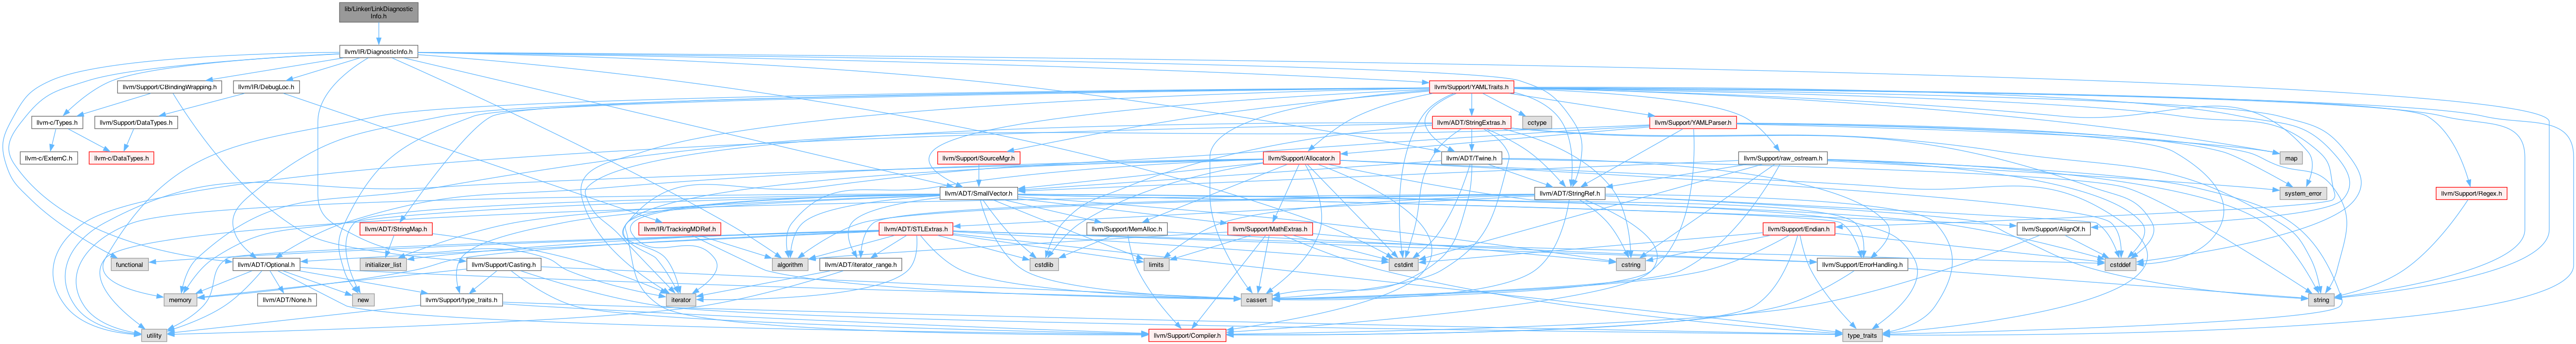 lib/Linker/LinkDiagnostic
Info.h
llvm/IR/DiagnosticInfo.h
llvm/Support/CBindingWrapping.h
llvm/IR/DebugLoc.h
llvm/Support/YAMLTraits.h
llvm-c/Types.h
llvm/Support/DataTypes.h
cctype
llvm/ADT/StringExtras.h
llvm/Support/YAMLParser.h
llvm-c/ExternC.h
llvm-c/DataTypes.h
llvm/Support/SourceMgr.h
llvm/Support/Allocator.h
llvm/ADT/Twine.h
llvm/Support/raw_ostream.h
map
llvm/ADT/SmallVector.h
llvm/ADT/StringRef.h
system_error
llvm/Support/Regex.h
llvm/ADT/StringMap.h
llvm/IR/TrackingMDRef.h
llvm/ADT/STLExtras.h
llvm/Support/MemAlloc.h
llvm/Support/MathExtras.h
llvm/Support/Endian.h
llvm/Support/AlignOf.h
functional
llvm/ADT/Optional.h
initializer_list
llvm/Support/Casting.h
algorithm
llvm/ADT/iterator_range.h
cstdlib
limits
cstdint
cstring
llvm/Support/ErrorHandling.h
cstddef
memory
llvm/ADT/None.h
new
llvm/Support/type_traits.h
iterator
cassert
string
utility
llvm/Support/Compiler.h
type_traits